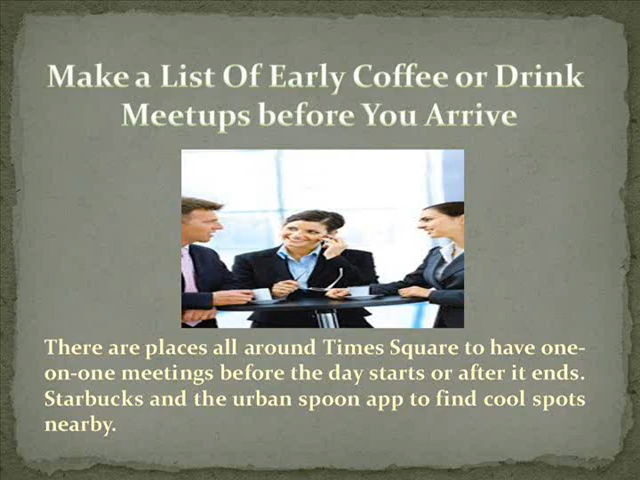 Make a List Of Early Coffee or Drink
Meetups before You Arrive
There are places all around Times Square to have one-
on-one meetings before the day starts or after it ends.
Starbucks and the urban spoon app to find cool spots
nearby.